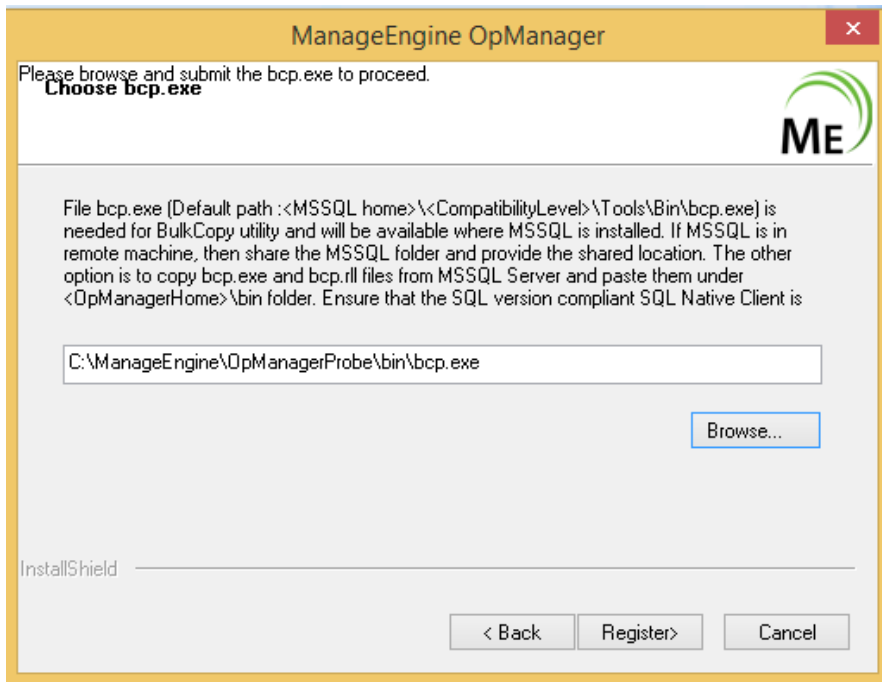 ManageEngine OpManager
Please browse and submit the bcp.exe to proceed.
Choose bcp.exe
ME
File bcp.exe (Default path :<MSSQL home>\<CompatibilityLevel>\Tools\Bin\bcp.exe) is
needed for BulkCopy utility and will be available where MSSQL is installed. If MSSQL is in
remote machine, then share the MSSQL folder and provide the shared location. The other
option is to copy bcp.exe and bcp.rll files from MSSQL Server and paste them under
<OpManagerHome>\bin folder. Ensure that the SQL version compliant SQL Native Client is
C:\ManageEngine\OpManagerProbe\bin\bcp.exe
Browse...
InstallShield
< Back
Register>
Cancel